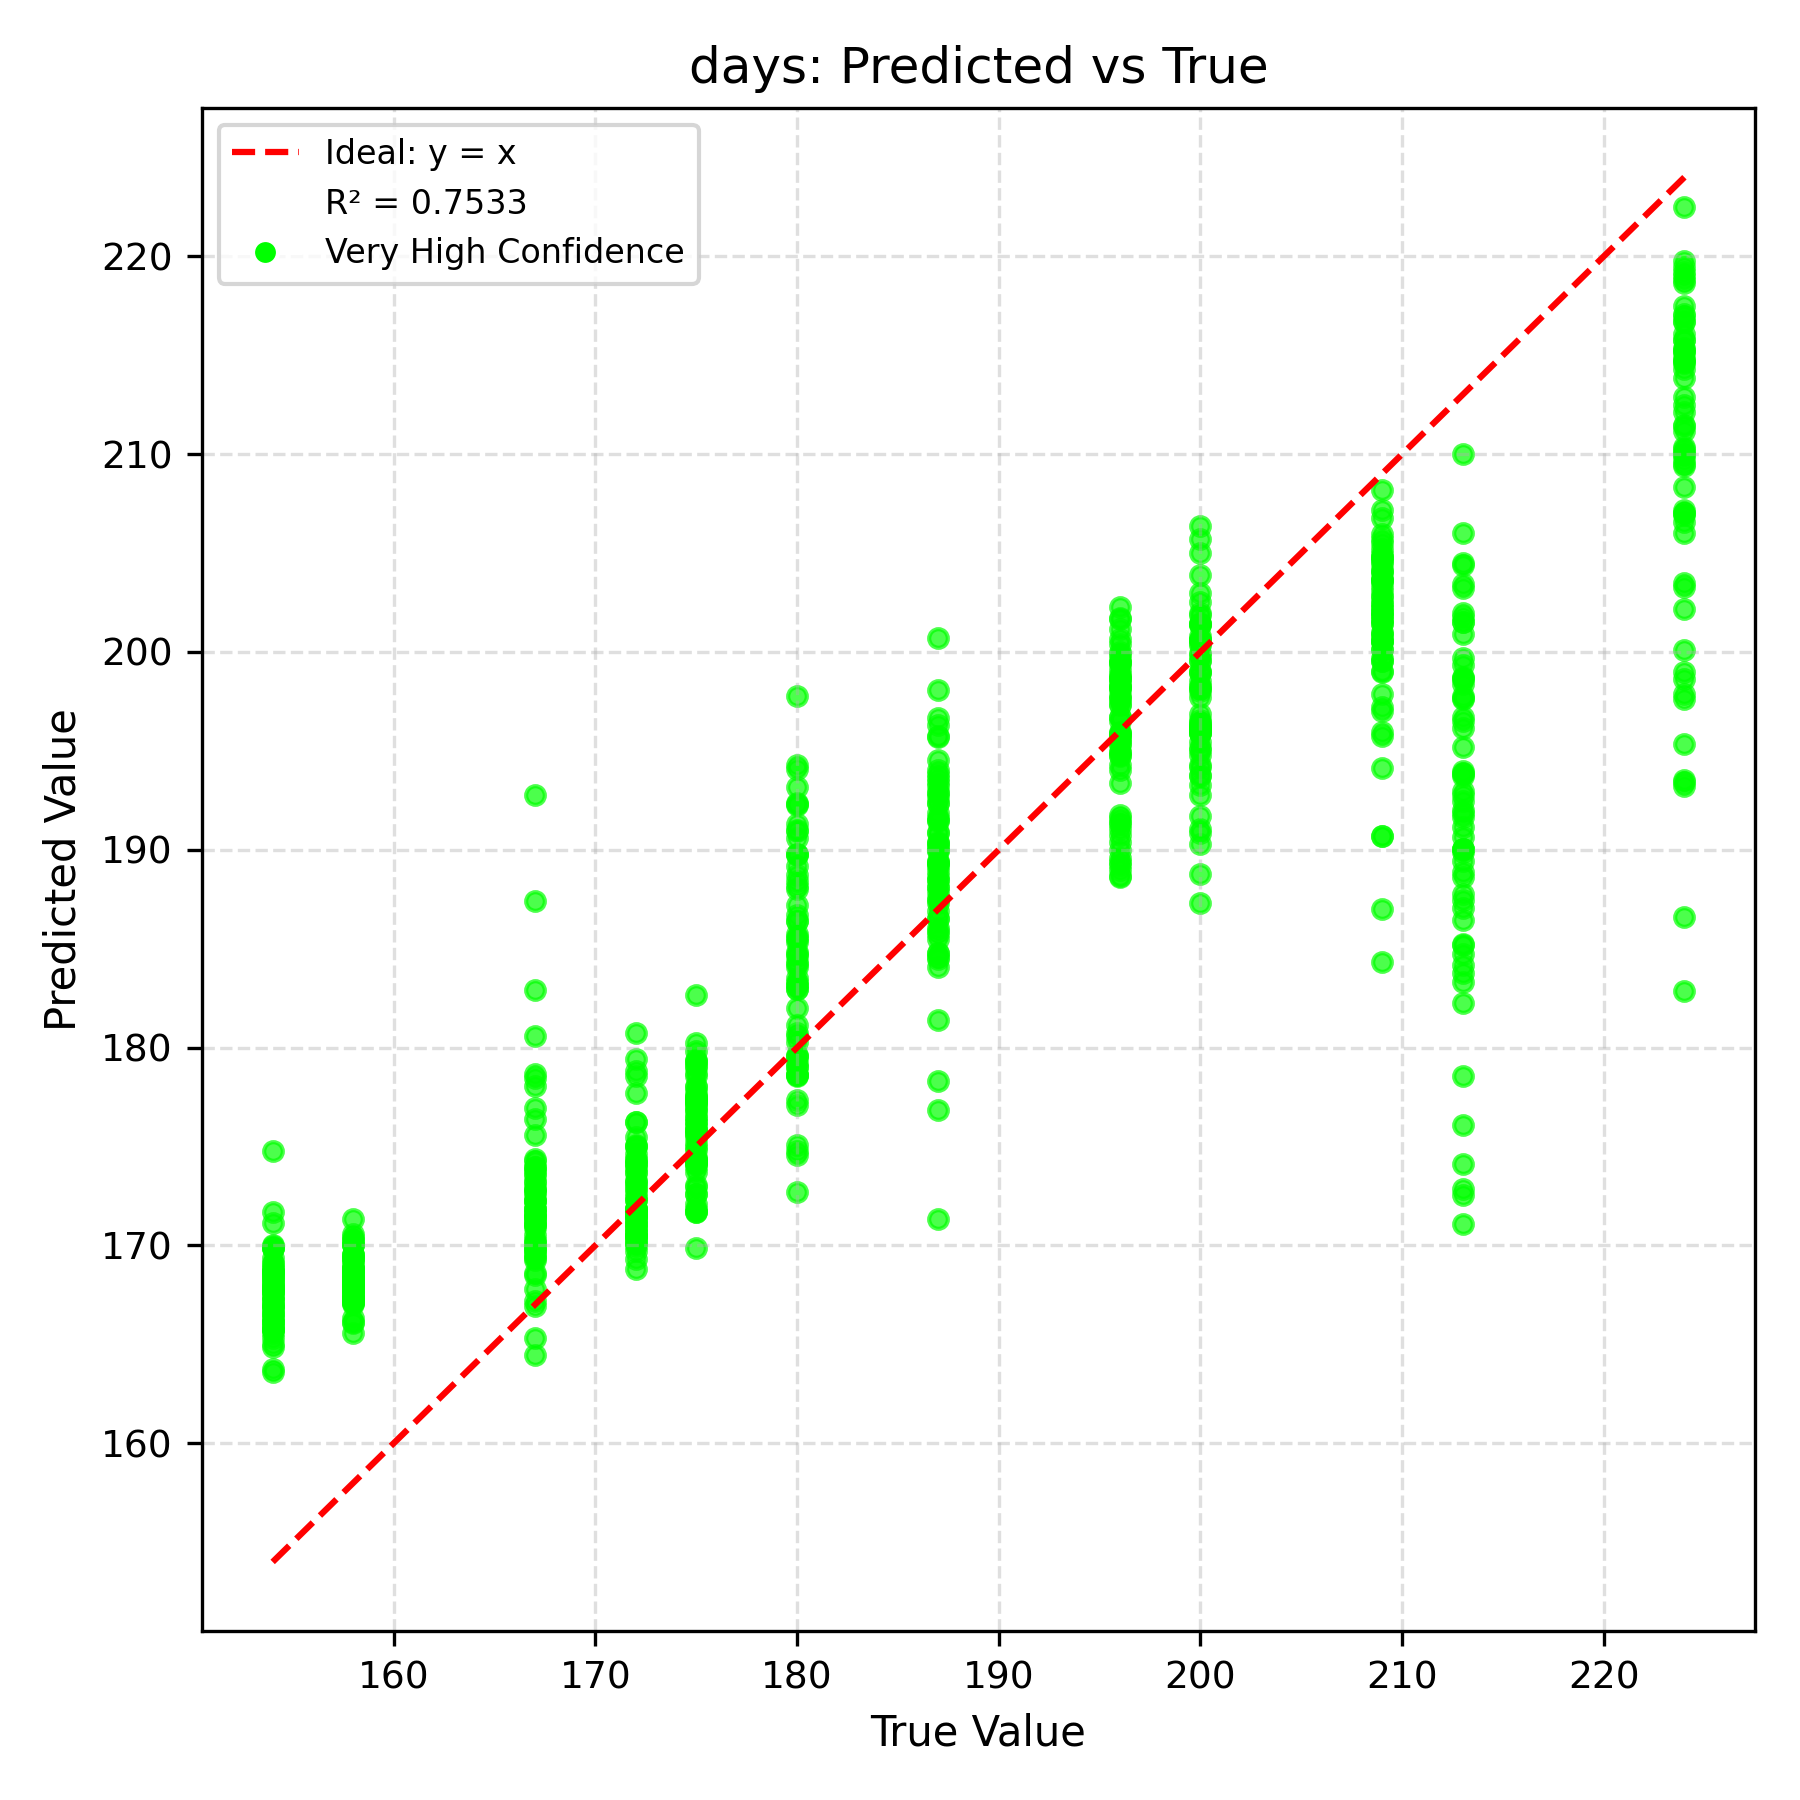 days: Predicted vs True
Ideal: y = x
R² = 0.7533
Very High Confidence
220
210
200
190
180
170
160
Predicted Value
160 170 180 190 200 210 220
True Value